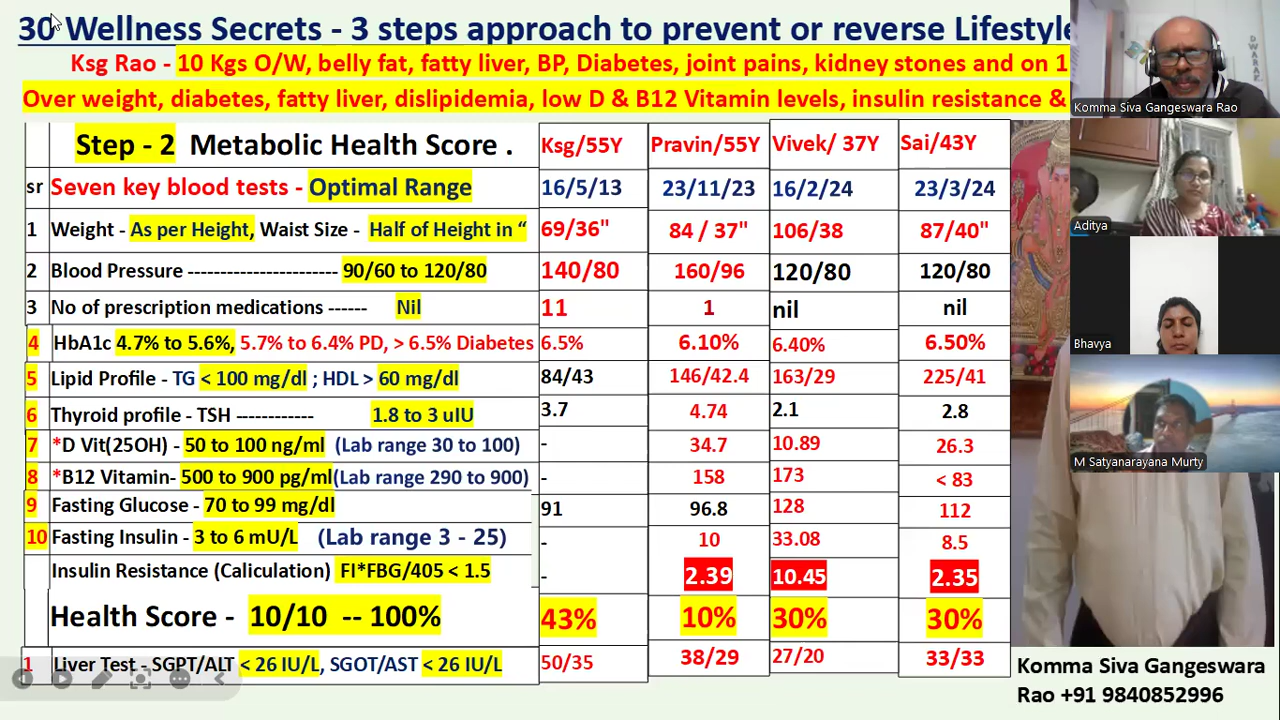 30 Wellness Secrets - 3 steps approach to prevent or reverse Lifestyle
Ksg Rao - 10 Kgs O/W, belly fat, fatty liver, BP, Diabetes, joint pains, kidney stones and on 1
Over weight, diabetes, fatty liver, dislipidemia, low D & B12 Vitamin levels, insulin resistance &
Step - 2 Metabolic Health Score . Ksg/55Y Pravin/55Y Vivek/ 37Y Sai/43Y
sr Seven key blood tests - Optimal Range 16/5/13 23/11/23 16/2/24 23/3/24
1 Weight - As per Height, Waist Size - Half of Height in “ 69/36" 84 / 37" 106/38 87/40"
2 Blood Pressure ----------------------- 90/60 to 120/80 140/80 160/96 120/80 120/80
3 No of prescription medications ------ Nil 11 1 nil nil
4 HbA1c 4.7% to 5.6%, 5.7% to 6.4% PD, > 6.5% Diabetes 6.5% 6.10% 6.40% 6.50%
5 Lipid Profile - TG < 100 mg/dl ; HDL > 60 mg/dl 84/43 146/42.4 163/29 225/41
6 Thyroid profile - TSH ------------ 1.8 to 3 uIU 3.7 4.74 2.1 2.8
7 *D Vit(25OH) - 50 to 100 ng/ml (Lab range 30 to 100) - 34.7 10.89 26.3
8 *B12 Vitamin- 500 to 900 pg/ml(Lab range 290 to 900) - 158 173 < 83
9 Fasting Glucose - 70 to 99 mg/dl 91 96.8 128 112
10 Fasting Insulin - 3 to 6 mU/L (Lab range 3 - 25) - 10 33.08 8.5
Insulin Resistance (Caliculation) FI*FBG/405 < 1.5 - 2.39 10.45 2.35
Health Score - 10/10 -- 100% 43% 10% 30% 30%
1 Liver Test - SGPT/ALT < 26 IU/L, SGOT/AST < 26 IU/L 50/35 38/29 27/20 33/33
Komma Siva Gangeswara Rao
Aditya
Bhavya
M Satyanarayana Murty
Komma Siva Gangeswara
Rao +91 9840852996